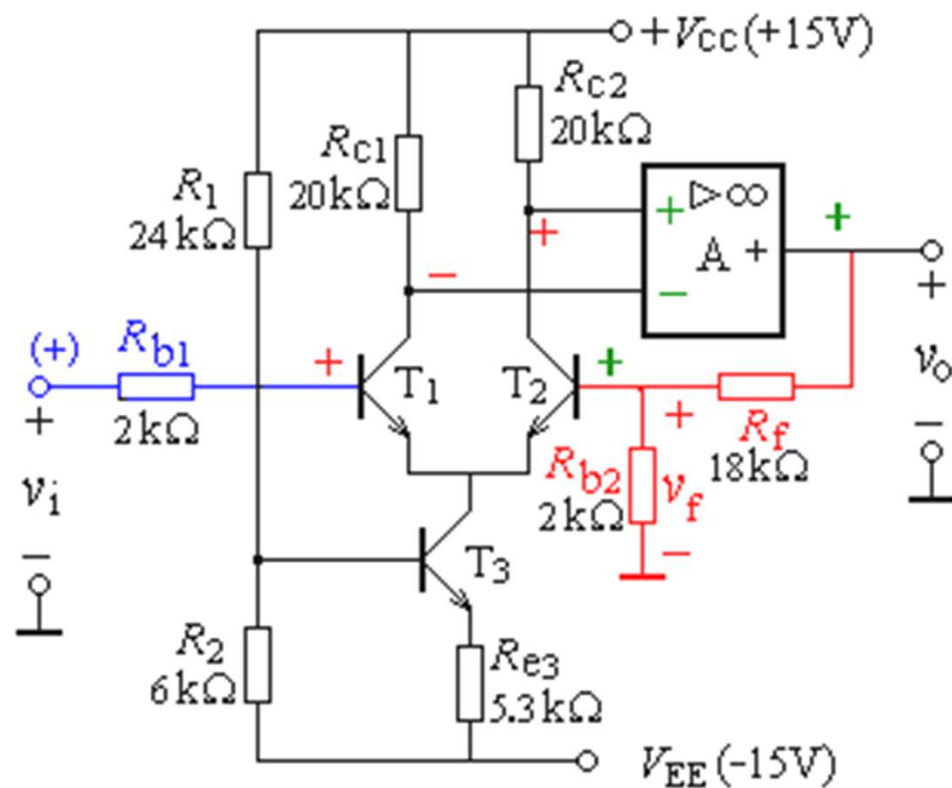 +VCC(+15V)
Rc2
20kΩ
Rc1
20kΩ
R1
24kΩ
+ ▷∞ +
+
A +
−
−
(+)
Rb1
2kΩ
+
T1
T2
+
+
Rf
18kΩ
+
vo
−
+
vi
−
Rb2
2kΩ
vf
−
T3
R2
6kΩ
Re3
5.3kΩ
VEE(−15V)